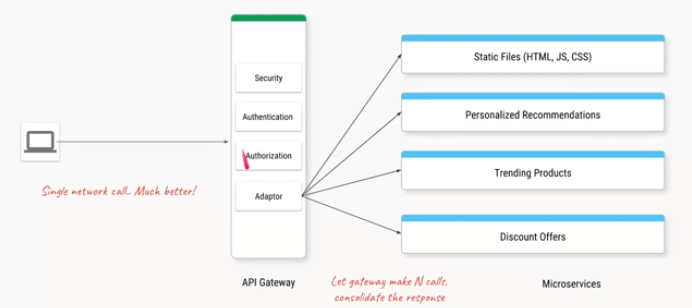 Security
Authentication
Authorization
Adaptor
Single network call.. Much better!
API Gateway
Static Files (HTML, JS, CSS)
Personalized Recommendations
Trending Products
Discount Offers
Let gateway make N calls,
consolidate the response
Microservices